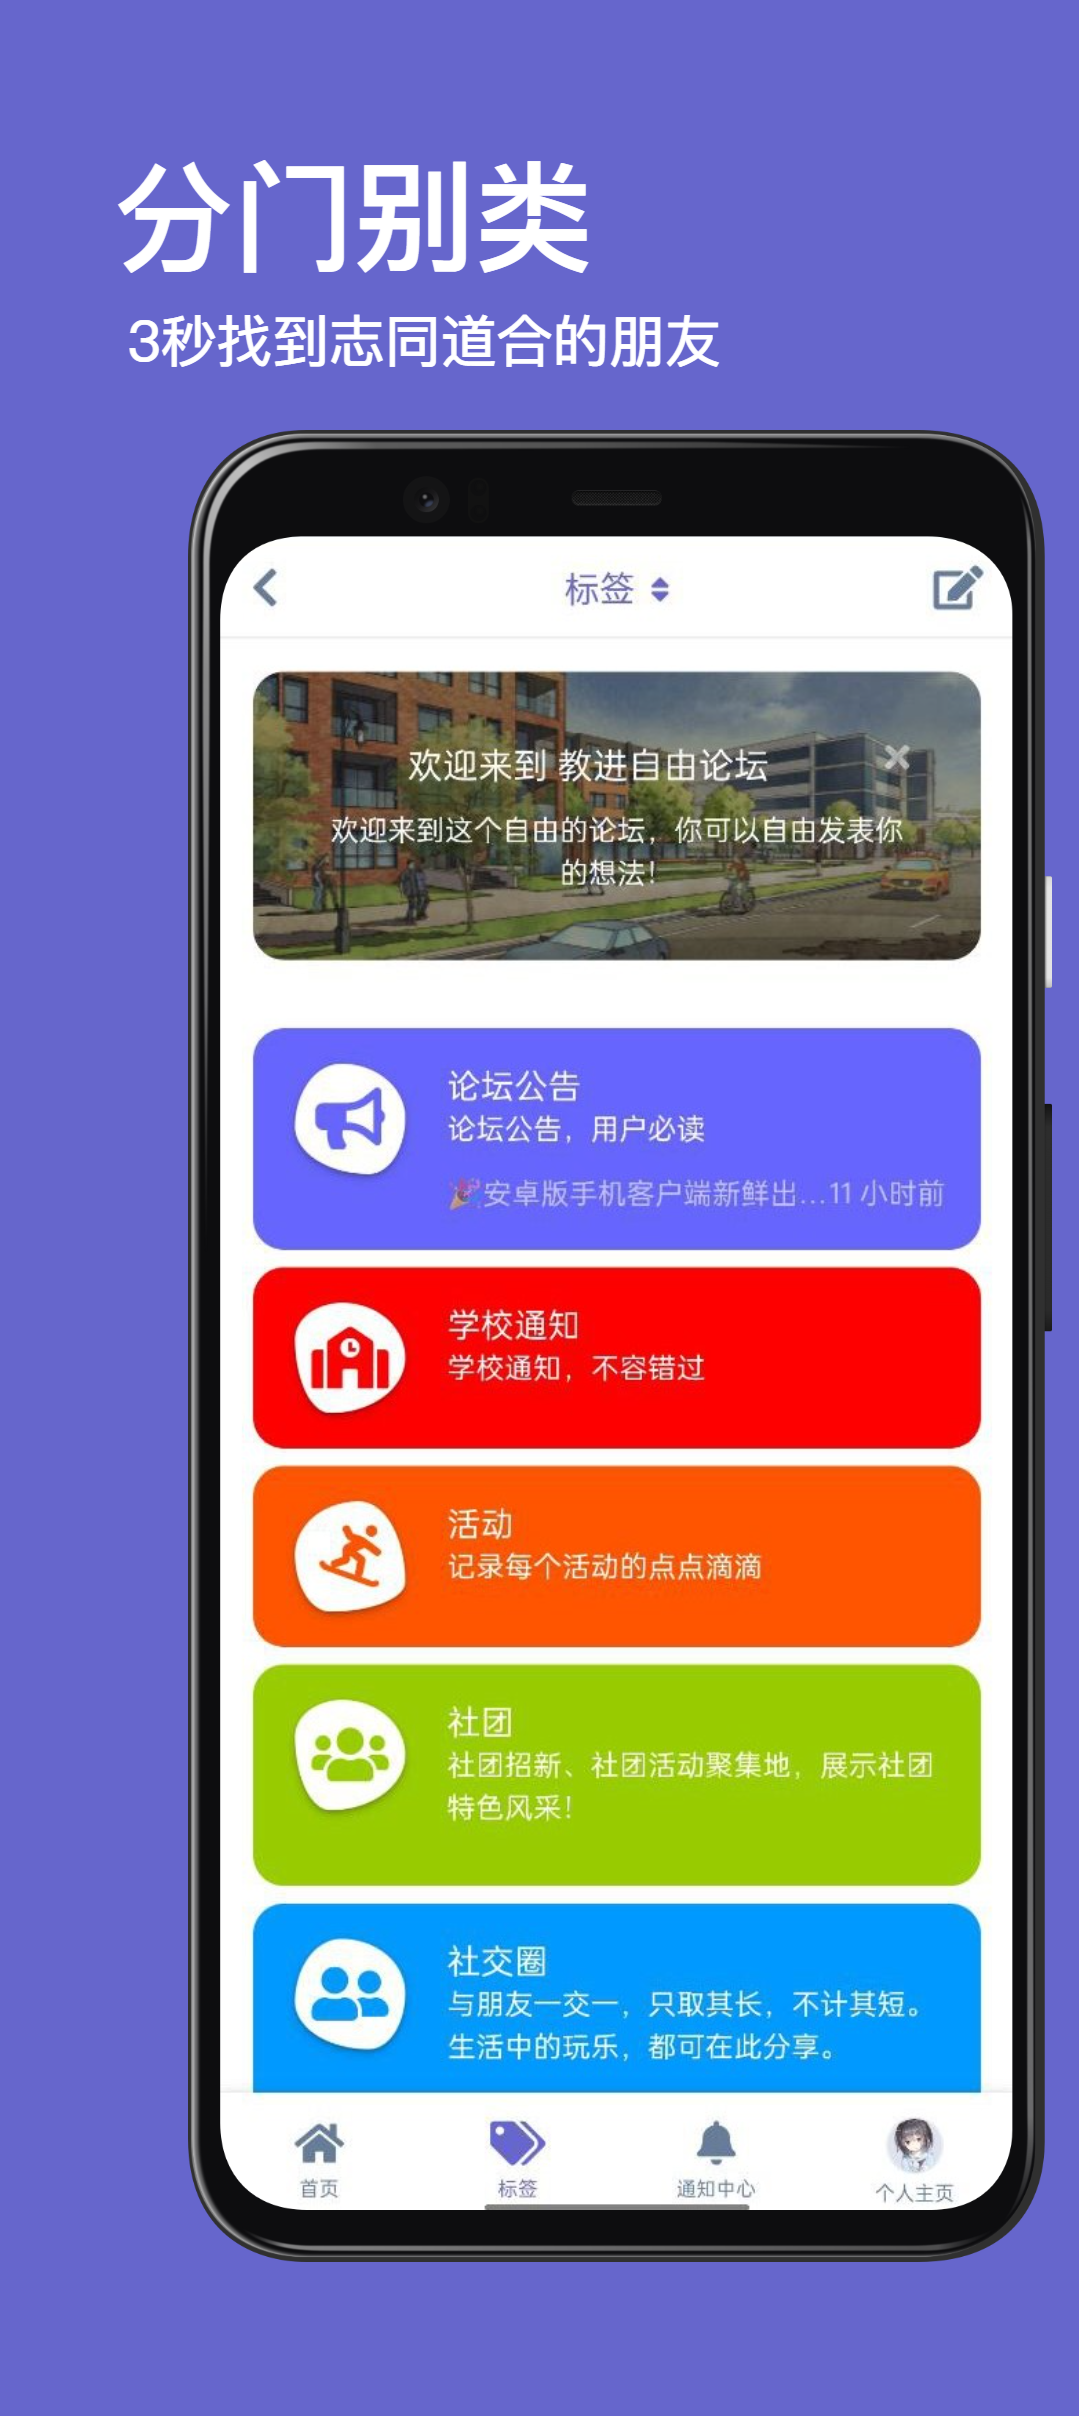 分门别类
3秒找到志同道合的朋友
标签
欢迎来到 教进自由论坛
欢迎来到这个自由的论坛，你可以自由发表你
的想法！
论坛公告
论坛公告，用户必读
🎉安卓版手机客户端新鲜出...11 小时前
学校通知
学校通知，不容错过
活动
记录每个活动的点点滴滴
社团
社团招新、社团活动聚集地，展示社团
特色风采！
社交圈
与朋友一交一，只取其长，不计其短。
生活中的玩乐，都可在此分享。
首页
标签
通知中心
个人主页